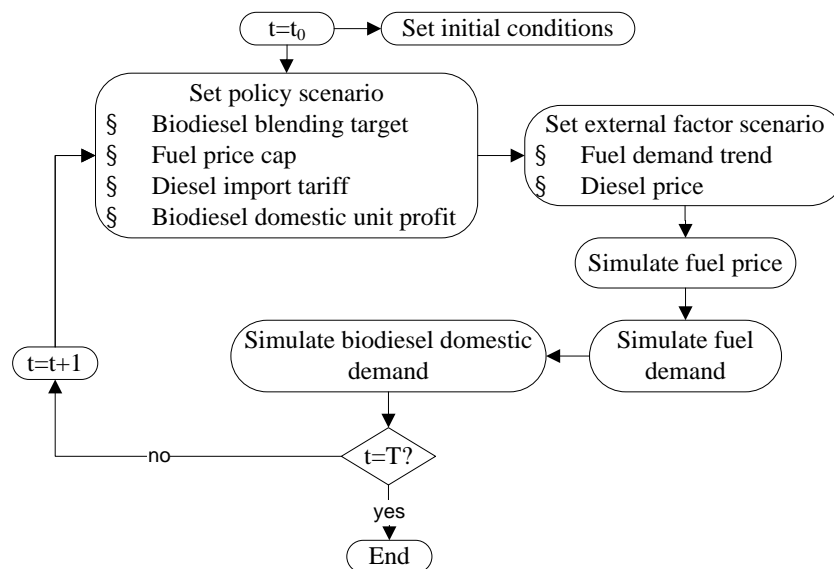 t=t₀
Set initial conditions
Set policy scenario
§ Biodiesel blending target
§ Fuel price cap
§ Diesel import tariff
§ Biodiesel domestic unit profit
Set external factor scenario
§ Fuel demand trend
§ Diesel price
Simulate fuel price
Simulate fuel
demand
Simulate biodiesel domestic
demand
t=t+1
t=T?
no
yes
End